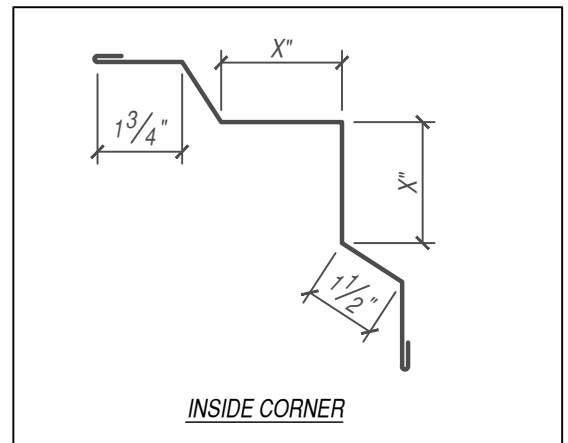 X"
1 3/4"
X"
1 1/2"
INSIDE CORNER